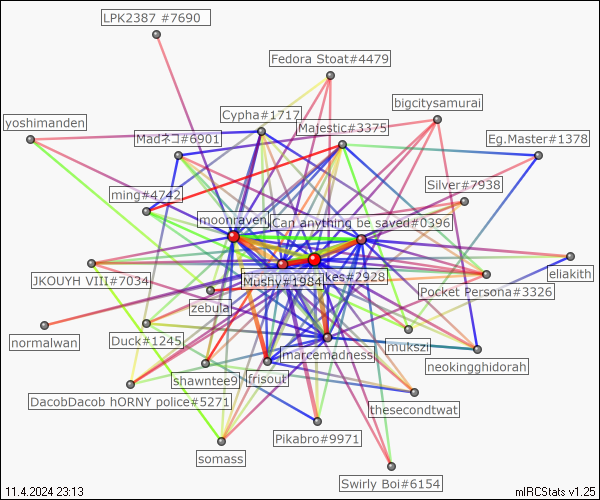 LPK2387 #7690
Fedora Stoat#4479
bigcitysamurai
Cypha#1717
yoshimanden
Majestic#3375
Madネコ#6901
Eg.Master#1378
Silver#7938
ming#4742
moonraven
Can anything be saved#0396
eliakith
JKOUYH VIII#7034
Mushy#1984
kes#2928
Pocket Persona#3326
zebula
normalwan
Duck#1245
mukszi
marcemadness
neokingghidorah
shawntee9
frisout
DacobDacob hORNY police#5271
thesecondtwat
Pikabro#9971
somass
Swirly Boi#6154
11.4.2024 23:13
mIRCStats v1.25